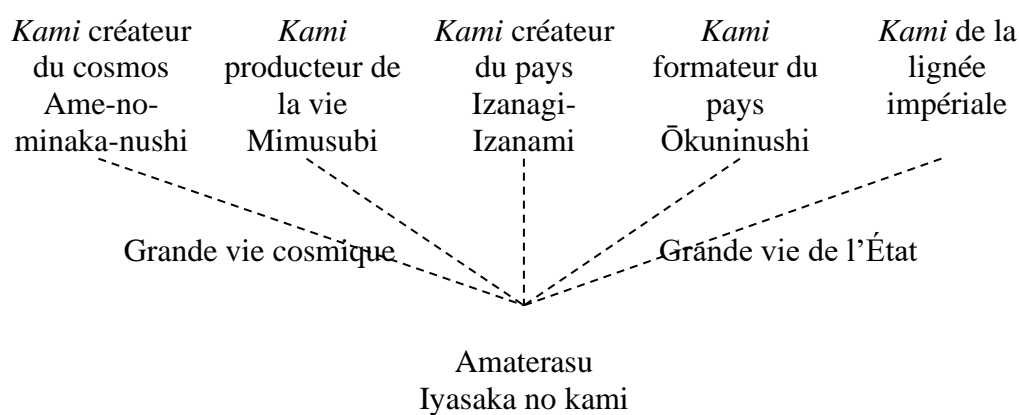 Kami créateur
du cosmos
Ame-no-
minaka-nushi
Kami
producteur de
la vie
Mimusubi
Kami créateur
du pays
Izanagi-
Izanami
Kami
formateur du
pays
Ōkuninushi
Kami de la
lignée
impériale
Grande vie cosmique
Grande vie de l’État
Amaterasu
Iyasaka no kami